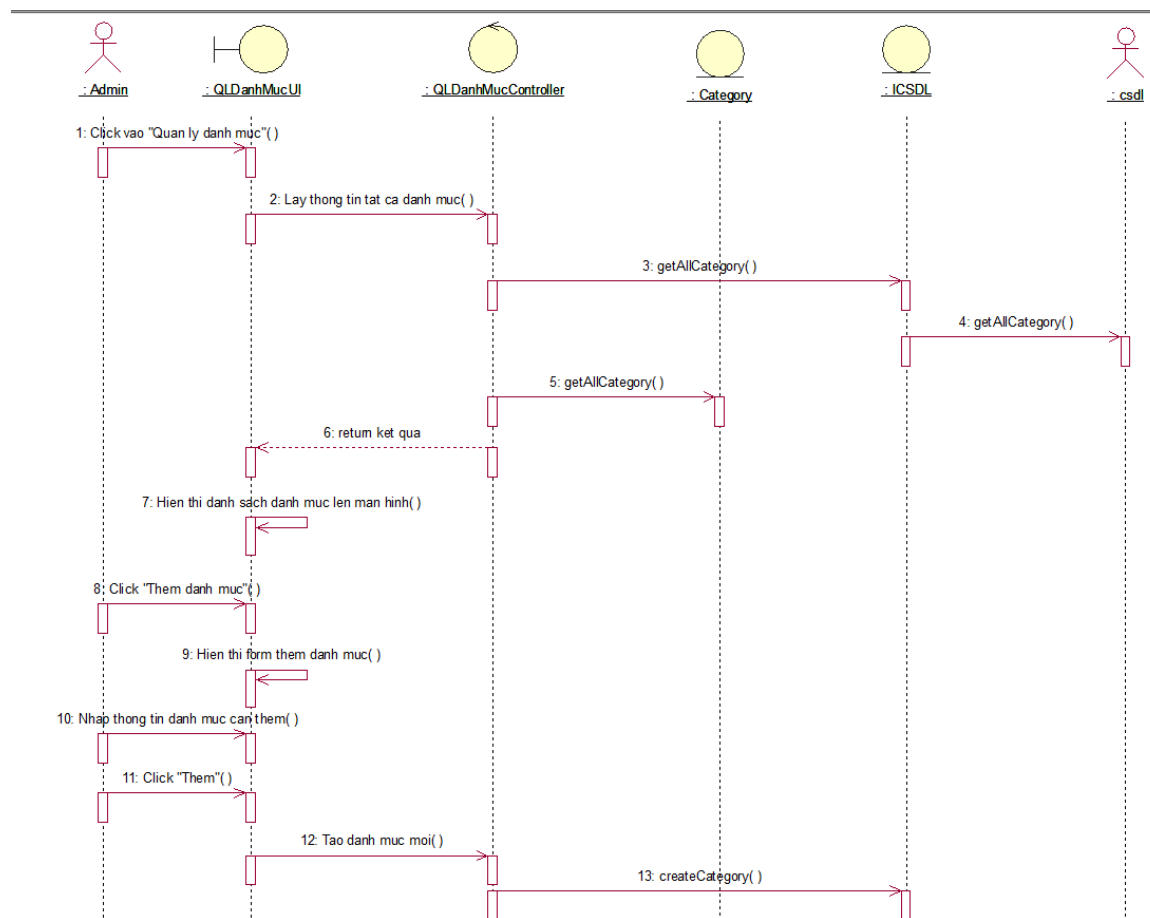 : Admin
: QLDanhMucUI
: QLDanhMucController
: Category
: ICSDL
: csdl
1: Click vao "Quan ly danh muc"( )
2: Lay thong tin tat ca danh muc( )
3: getAllCategory( )
4: getAllCategory( )
5: getAllCategory( )
6: return ket qua
7: Hien thi danh sach danh muc len man hinh( )
8: Click "Them danh muc"( )
9: Hien thi form them danh muc( )
10: Nhap thong tin danh muc can them( )
11: Click "Them"( )
12: Tao danh muc moi( )
13: createCategory( )